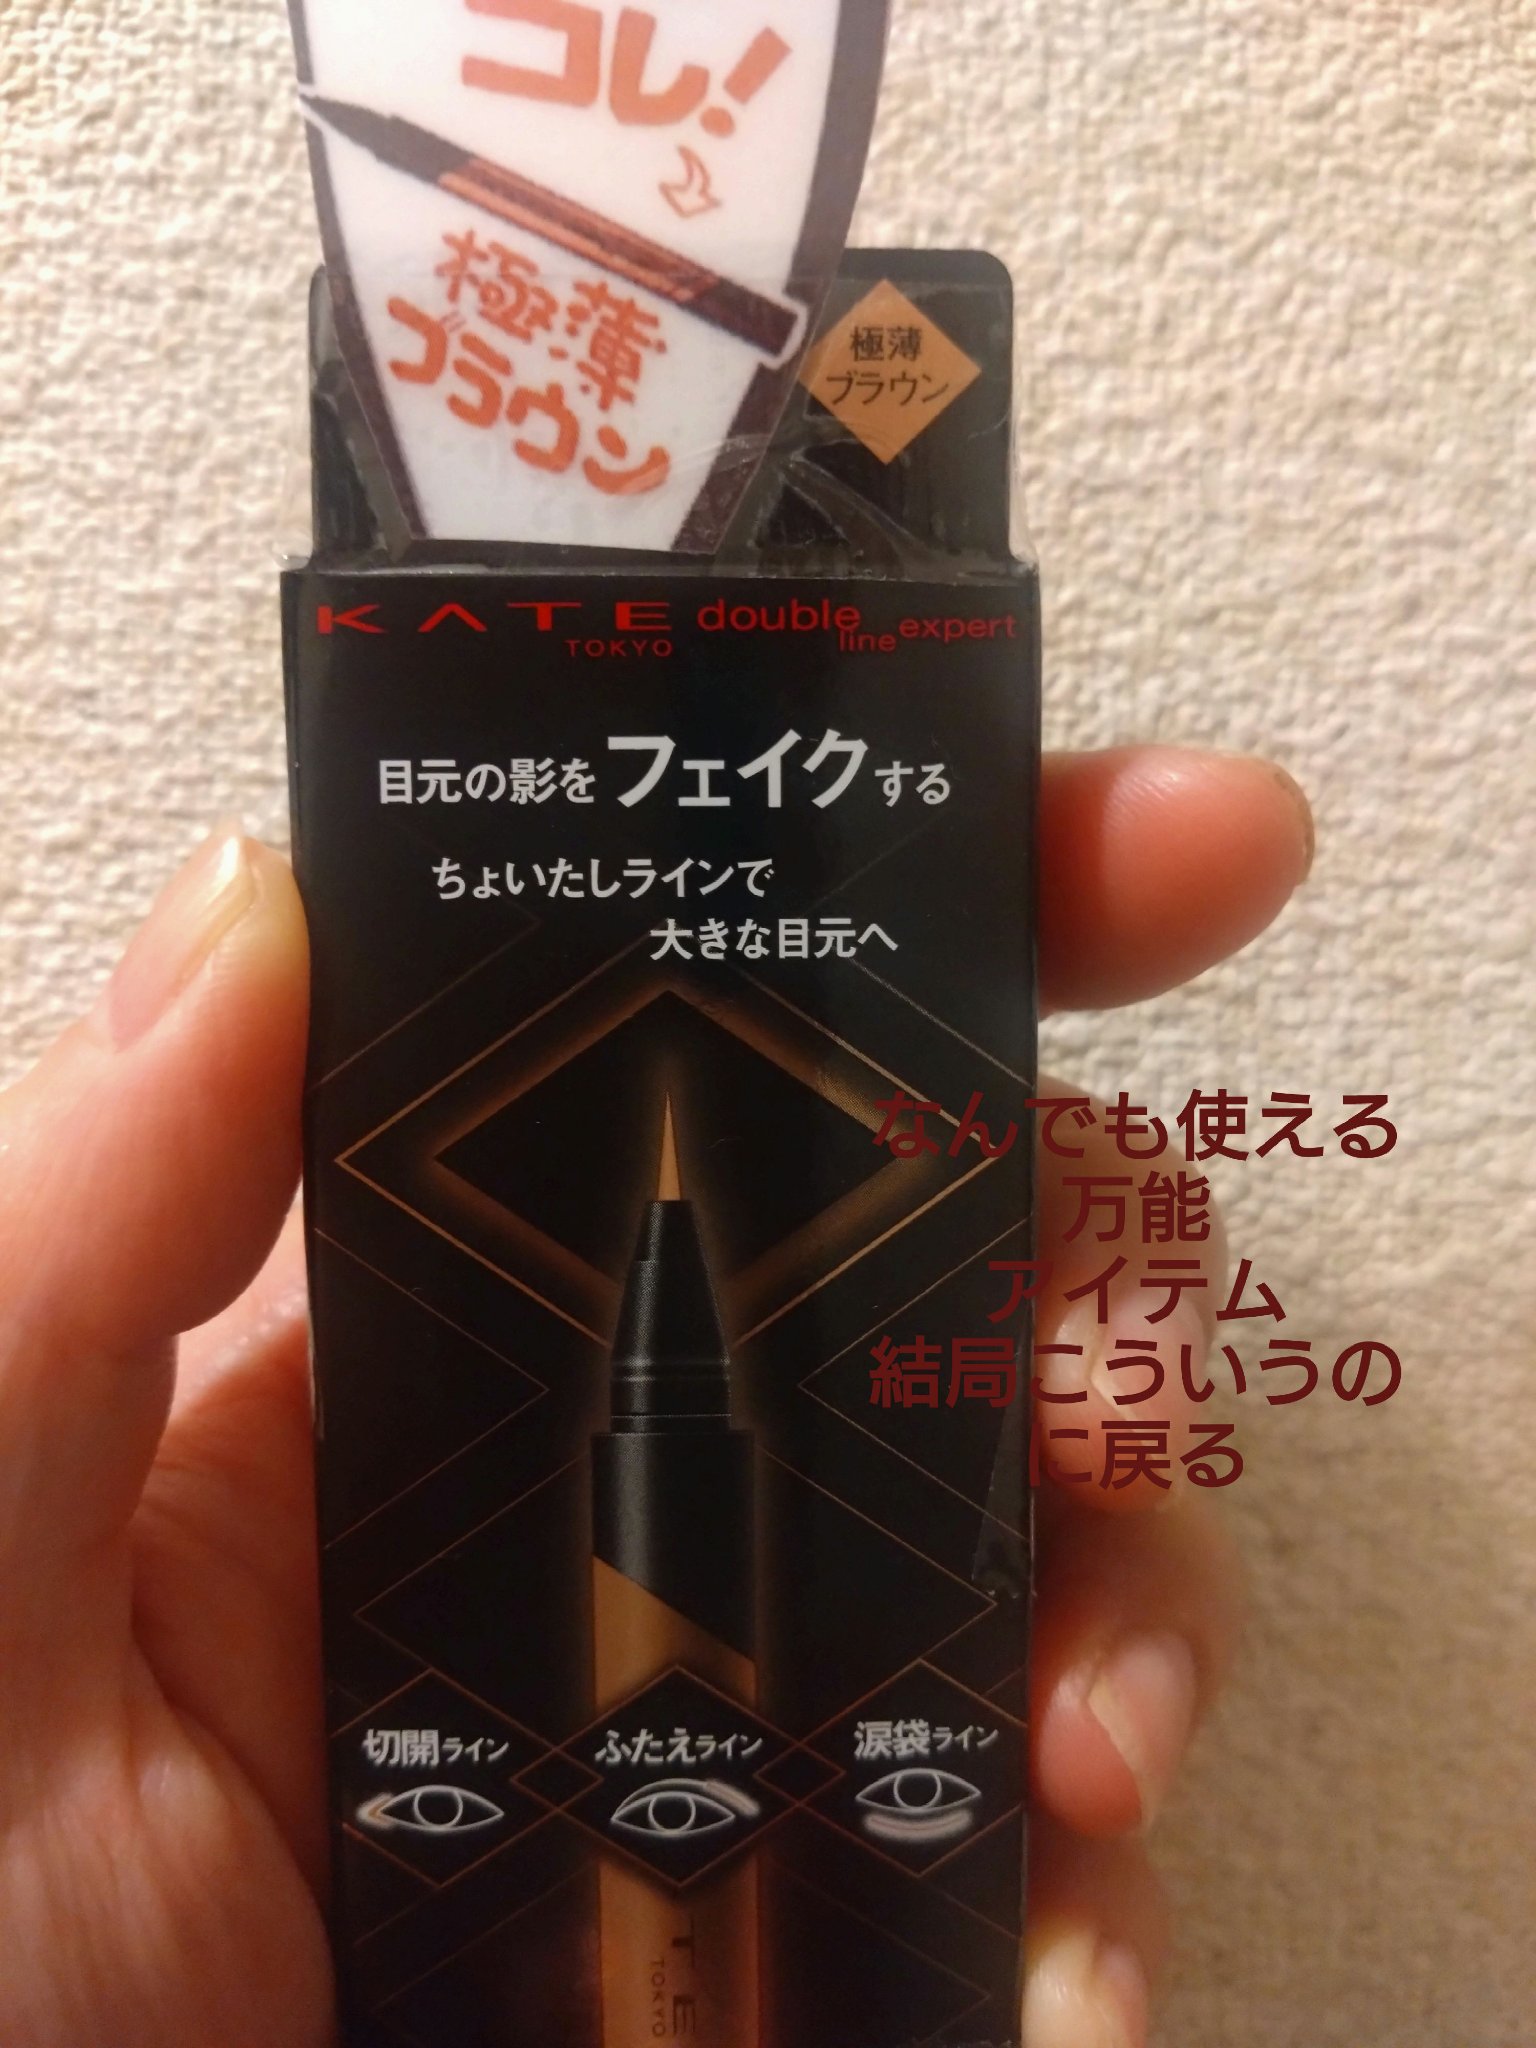 コレ!
極薄
ブラウン
極薄
ブラウン
KATE double line expert
TOKYO
目元の影をフェイクする
ちょいたしラインで
大きな目元へ
なんでも使える
万能
アイテム
結局こういうの
に戻る
切開ライン
ふたえライン
涙袋ライン
TE
TOKYO